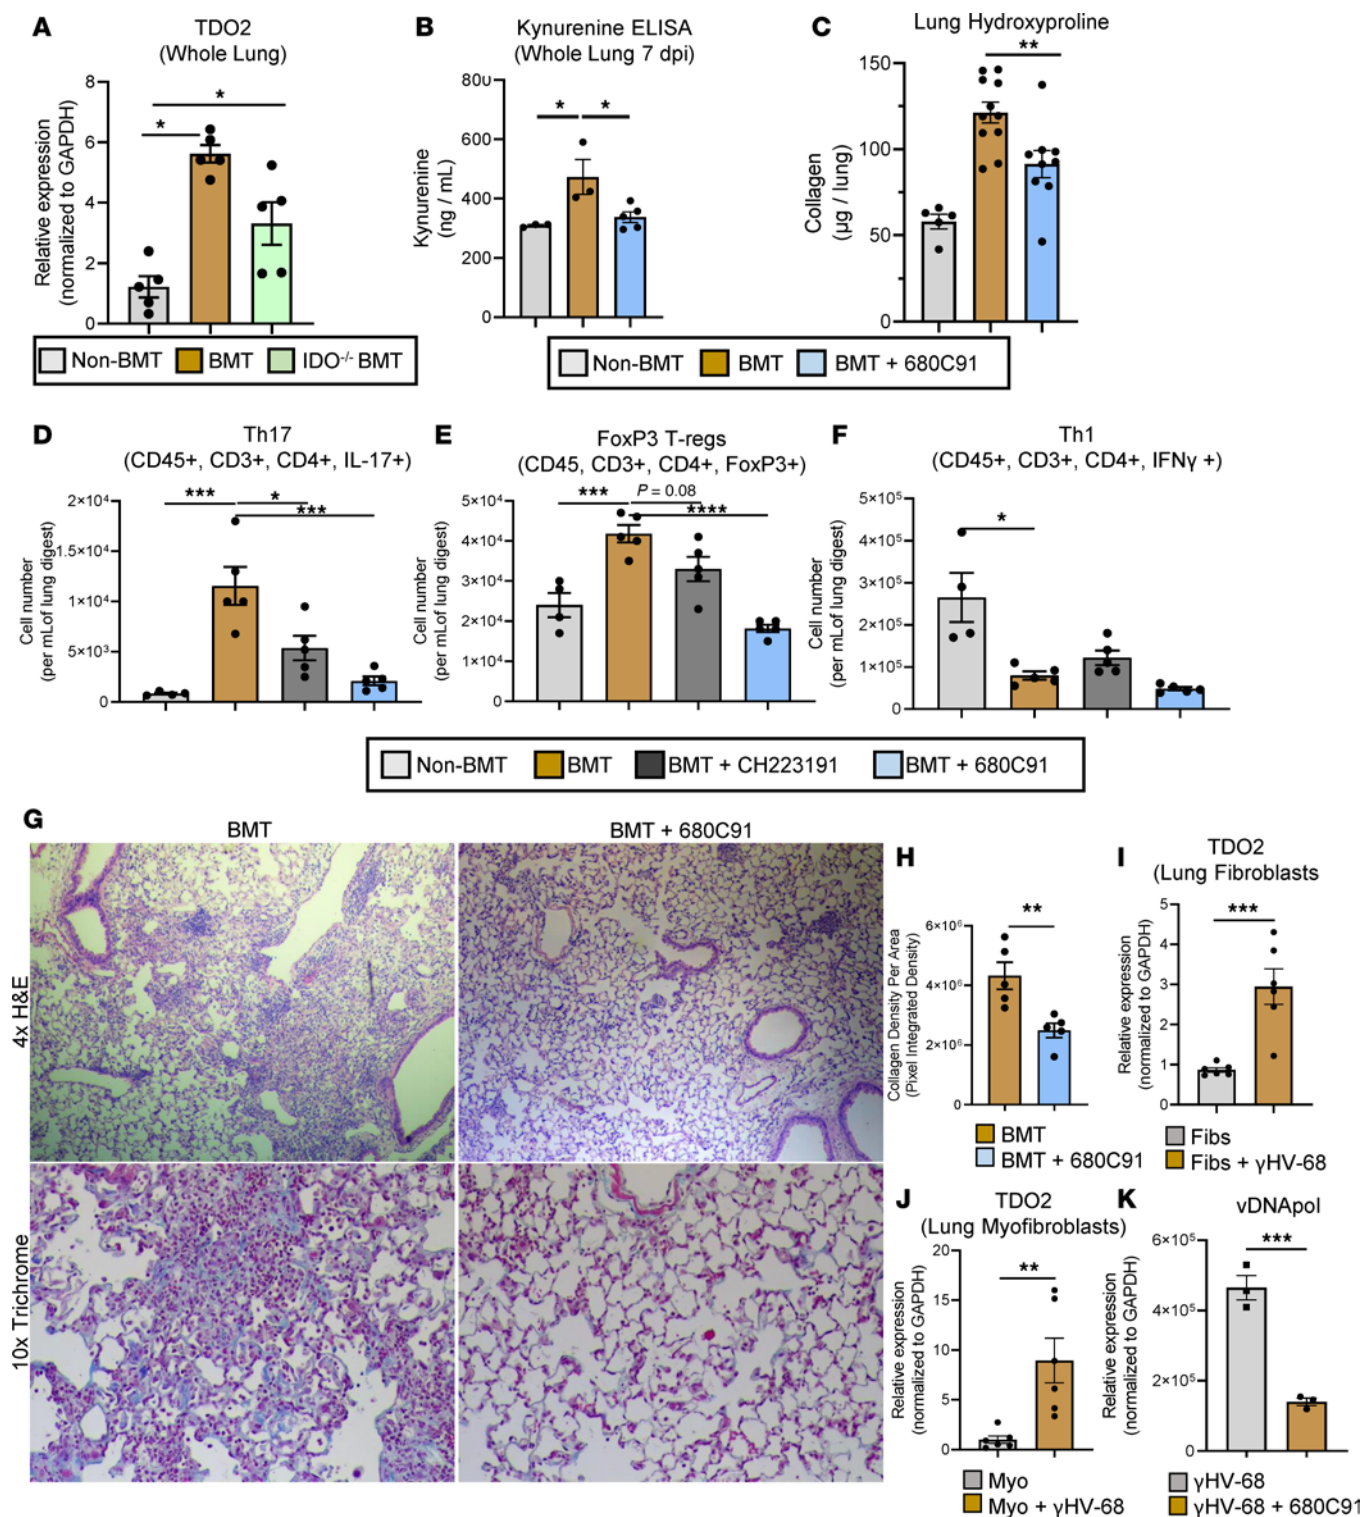 A
TDO2
(Whole Lung)
Relative expression
(normalized to GAPDH)
8
6
4
2
0
*
*
Non-BMT
BMT
IDO-/- BMT
B
Kynurenine ELISA
(Whole Lung 7 dpi)
Kynurenine
(ng / mL)
800
600
400
200
0
*
*
C
Lung Hydroxyproline
Collagen
(µg / lung)
150
100
50
0
**
Non-BMT
BMT
BMT + 680C91
D
Th17
(CD45+, CD3+, CD4+, IL-17+)
Cell number
(per mLof lung digest)
2×10⁴
1.5×10⁴
1×10⁴
5×10³
0
***
*
***
E
FoxP3 T-regs
(CD45, CD3+, CD4+, FoxP3+)
Cell number
(per mLof lung digest)
5×10⁴
4×10⁴
3×10⁴
2×10⁴
1×10⁴
0
***
P = 0.08
****
F
Th1
(CD45+, CD3+, CD4+, IFNγ +)
Cell number
(per mLof lung digest)
5×10⁵
4×10⁵
3×10⁵
2×10⁵
1×10⁵
0
*
Non-BMT
BMT
BMT + CH223191
BMT + 680C91
G
BMT
BMT + 680C91
4x H&E
10x Trichrome
H
Collagen Density Per Area
(Pixel Integrated Density)
6×10⁶
4×10⁶
2×10⁶
0
**
BMT
BMT + 680C91
I
TDO2
(Lung Fibroblasts
Relative expression
(normalized to GAPDH)
5
4
3
2
1
0
***
Fibs
Fibs + γHV-68
J
TDO2
(Lung Myofibroblasts)
Relative expression
(normalized to GAPDH)
20
15
10
5
0
**
Myo
Myo + γHV-68
K
vDNApol
Relative expression
(normalized to GAPDH)
6×10⁵
4×10⁵
2×10⁵
0
***
γHV-68
γHV-68 + 680C91